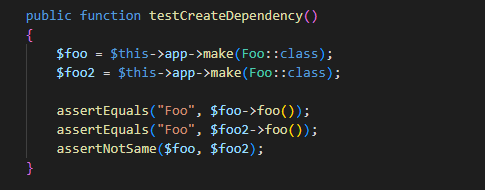 public function testCreateDependency()
{
    $foo = $this->app->make(Foo::class);
    $foo2 = $this->app->make(Foo::class);

    assertEquals("Foo", $foo->foo());
    assertEquals("Foo", $foo2->foo());
    assertNotSame($foo, $foo2);
}